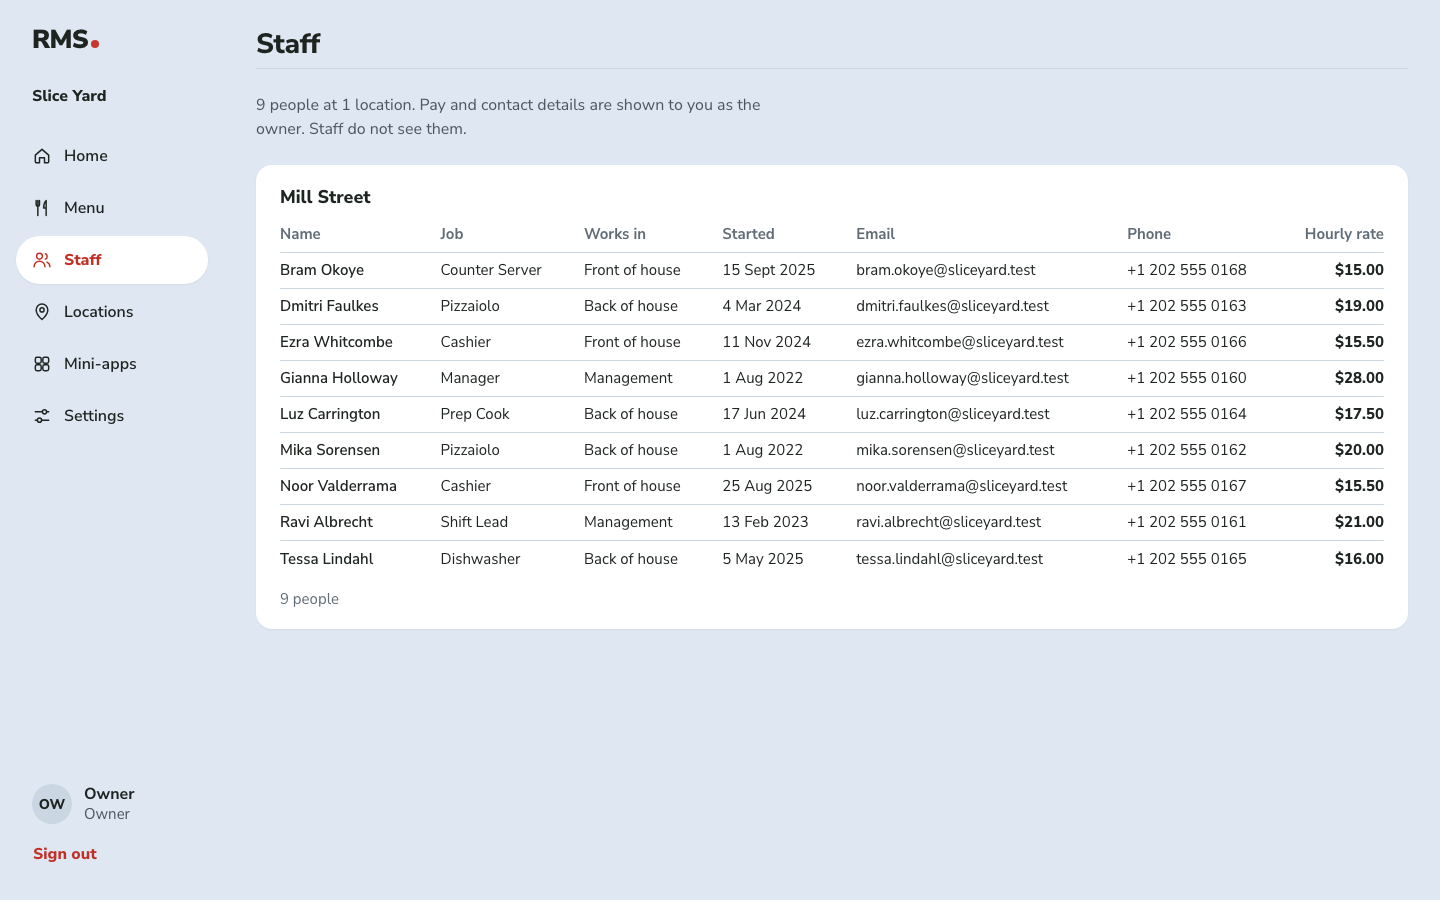 RMS.
Slice Yard
Home
Menu
Staff
Locations
Mini-apps
Settings
OW
Owner
Owner
Sign out
Staff
9 people at 1 location. Pay and contact details are shown to you as the
owner. Staff do not see them.
Mill Street
Name Job Works in Started Email Phone Hourly rate
Bram Okoye Counter Server Front of house 15 Sept 2025 bram.okoye@sliceyard.test +1 202 555 0168 $15.00
Dmitri Faulkes Pizzaiolo Back of house 4 Mar 2024 dmitri.faulkes@sliceyard.test +1 202 555 0163 $19.00
Ezra Whitcombe Cashier Front of house 11 Nov 2024 ezra.whitcombe@sliceyard.test +1 202 555 0166 $15.50
Gianna Holloway Manager Management 1 Aug 2022 gianna.holloway@sliceyard.test +1 202 555 0160 $28.00
Luz Carrington Prep Cook Back of house 17 Jun 2024 luz.carrington@sliceyard.test +1 202 555 0164 $17.50
Mika Sorensen Pizzaiolo Back of house 1 Aug 2022 mika.sorensen@sliceyard.test +1 202 555 0162 $20.00
Noor Valderrama Cashier Front of house 25 Aug 2025 noor.valderrama@sliceyard.test +1 202 555 0167 $15.50
Ravi Albrecht Shift Lead Management 13 Feb 2023 ravi.albrecht@sliceyard.test +1 202 555 0161 $21.00
Tessa Lindahl Dishwasher Back of house 5 May 2025 tessa.lindahl@sliceyard.test +1 202 555 0165 $16.00
9 people